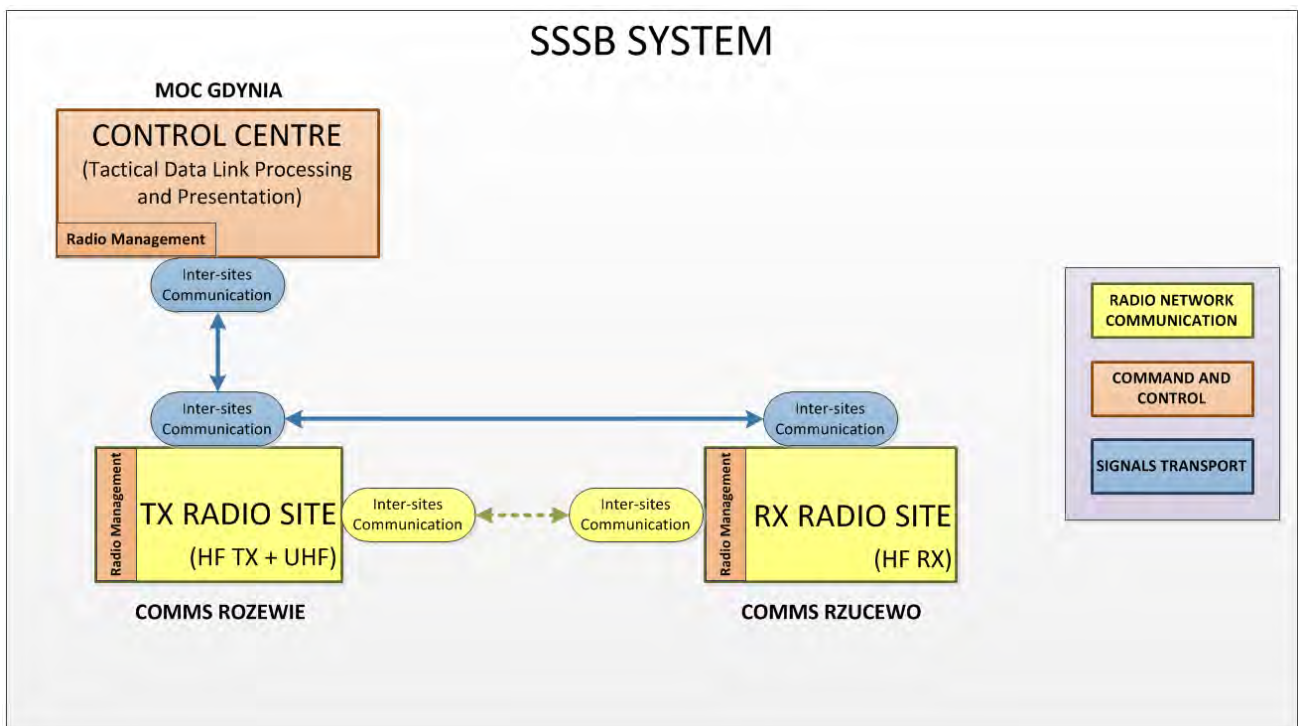 SSSB SYSTEM
MOC GDYNIA
CONTROL CENTRE
(Tactical Data Link Processing
and Presentation)
Radio Management
Inter-sites
Communication
Inter-sites
Communication
Inter-sites
Communication
Radio Management
TX RADIO SITE
(HF TX + UHF)
Inter-sites
Communication
Inter-sites
Communication
Radio Management
RX RADIO SITE
(HF RX)
COMMS ROZEWIE
COMMS RZUCEWO
RADIO NETWORK
COMMUNICATION
COMMAND AND
CONTROL
SIGNALS TRANSPORT